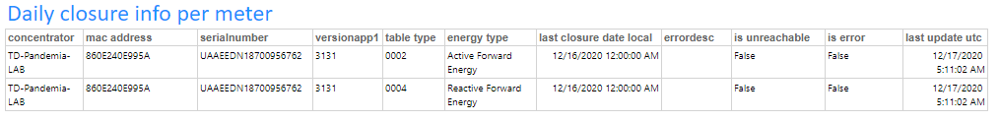 Daily closure info per meter
concentrator mac address serialnumber versionapp1 table type energy type last closure date local errordesc is unreachable is error last update utc
TD-Pandemia- 860E240E995A UAAEEDN18700956762 3131 0002 Active Forward 12/16/2020 12:00:00 AM False False 12/17/2020
LAB Energy 5:11:02 AM
TD-Pandemia- 860E240E995A UAAEEDN18700956762 3131 0004 Reactive Forward 12/16/2020 12:00:00 AM False False 12/17/2020
LAB Energy 5:11:02 AM